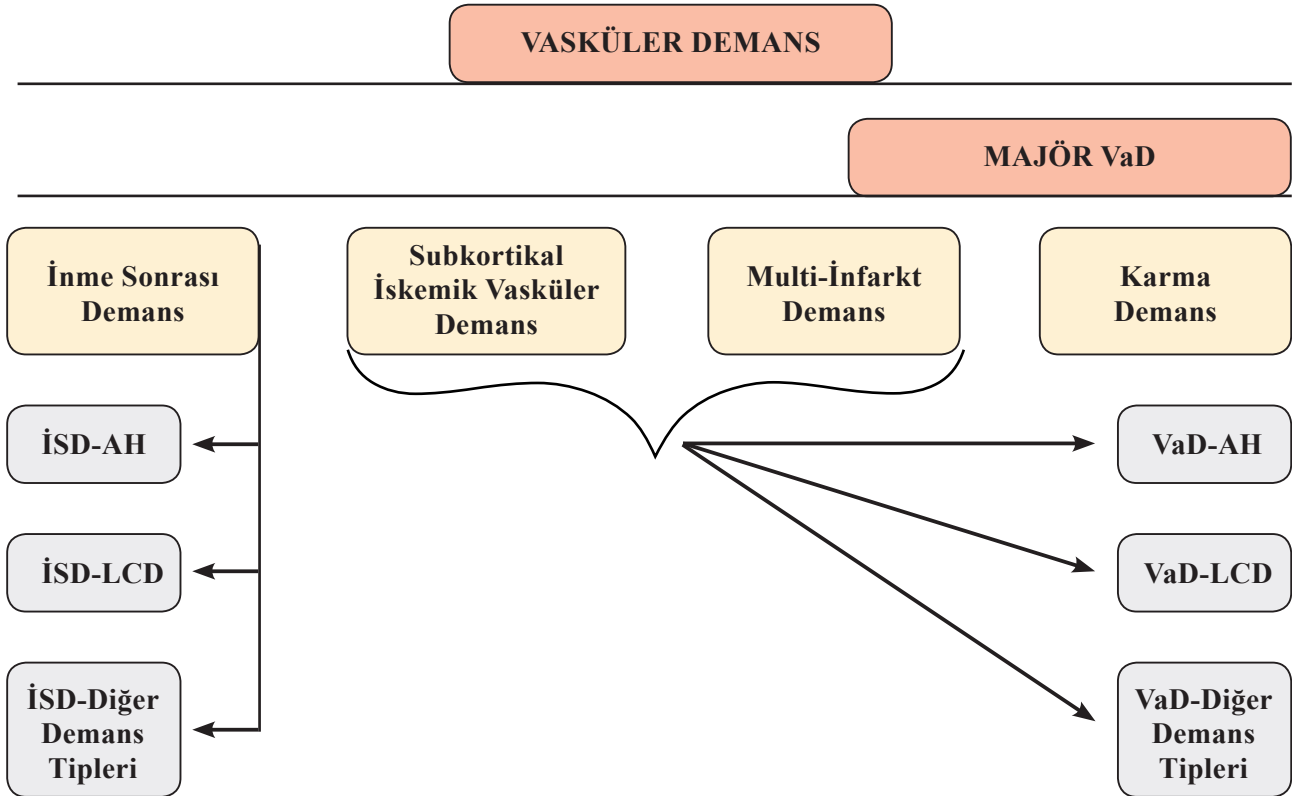 VASKÜLER DEMANS
MAJÖR VaD
İnme Sonrası
Demans
Subkortikal
İskemik Vasküler
Demans
Multi-İnfarkt
Demans
Karma
Demans
İSD-AH
VaD-AH
İSD-LCD
VaD-LCD
İSD-Diğer
Demans
Tipleri
VaD-Diğer
Demans
Tipleri